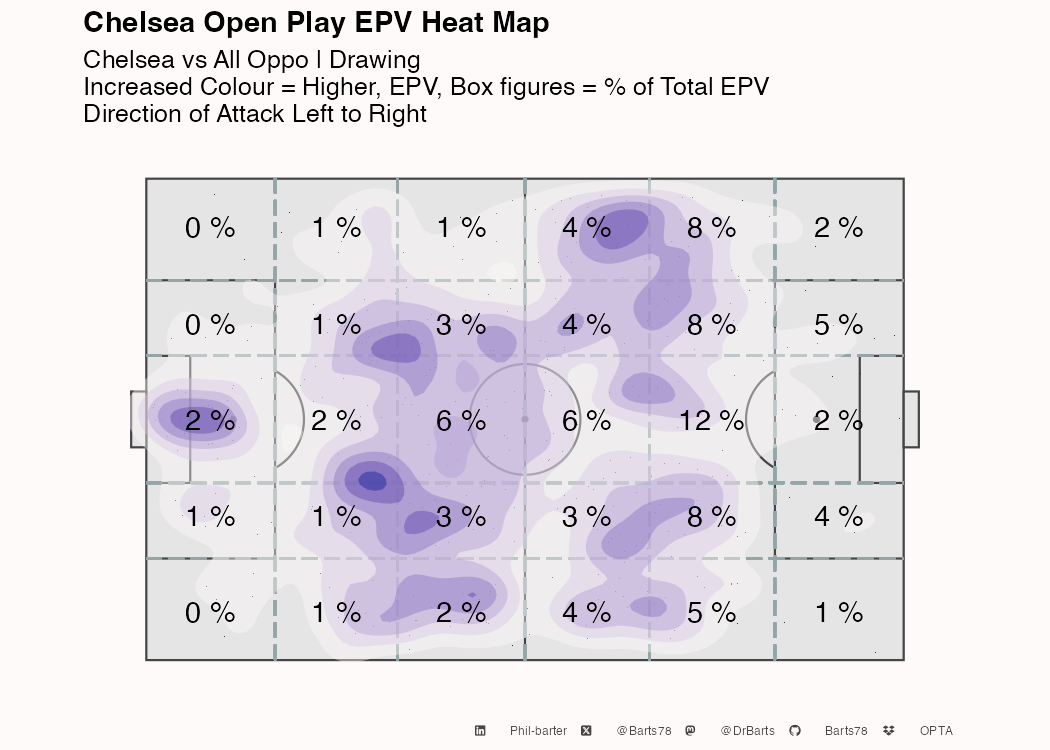 Chelsea Open Play EPV Heat Map
Chelsea vs All Oppo | Drawing
Increased Colour = Higher, EPV, Box figures = % of Total EPV
Direction of Attack Left to Right
0 % 1 % 1 % 4 % 8 % 2 %
0 % 1 % 3 % 4 % 8 % 5 %
2 % 2 % 6 % 6 % 12 % 2 %
1 % 1 % 3 % 3 % 8 % 4 %
0 % 1 % 2 % 4 % 5 % 1 %
Phil-barter @Barts78 @DrBarts Barts78 OPTA